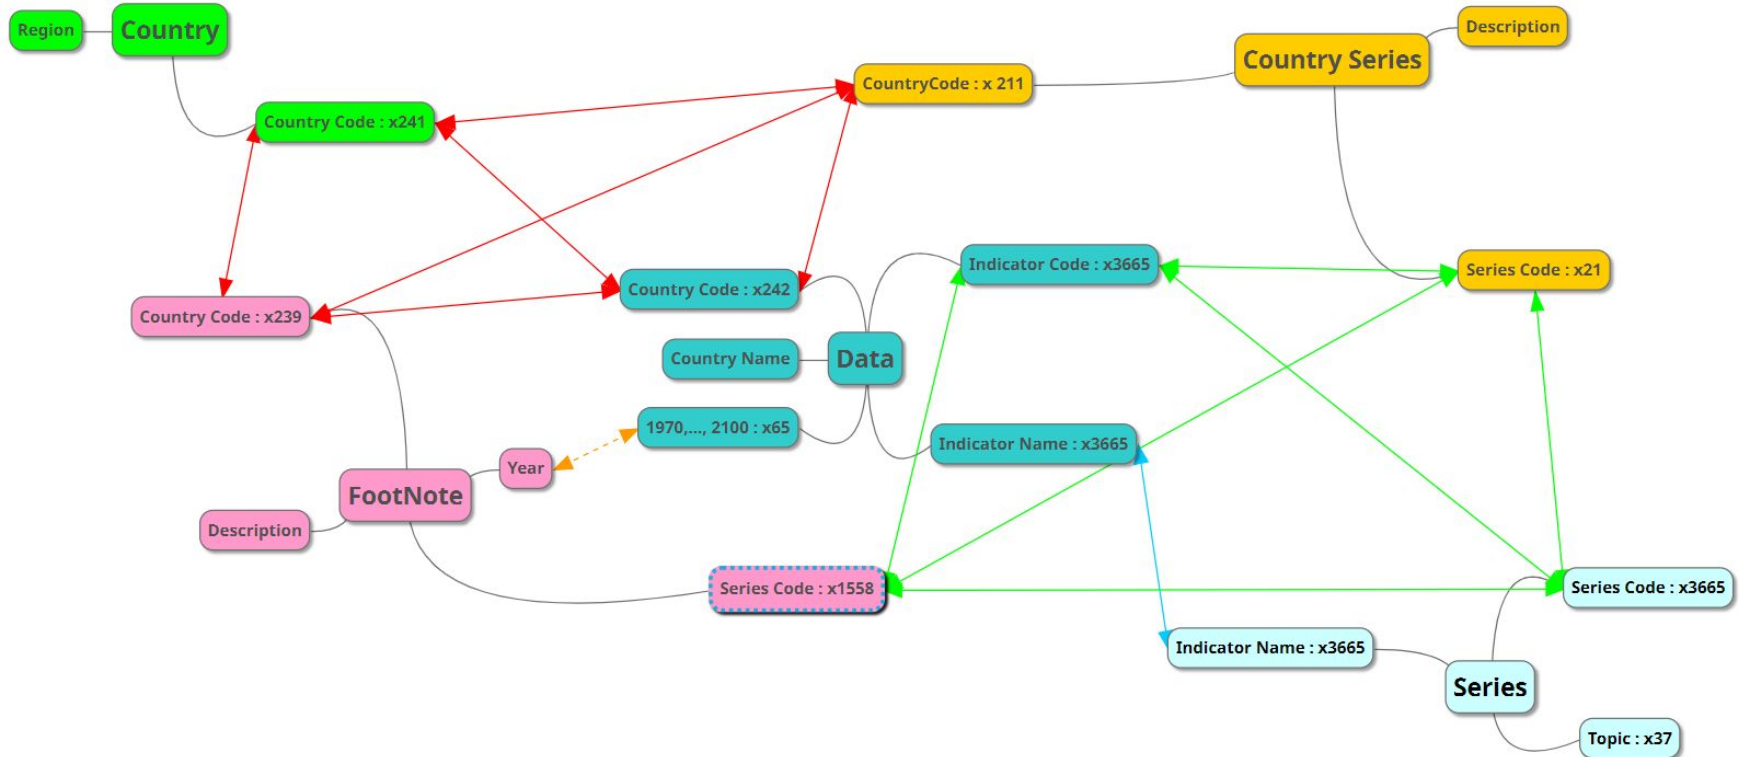 Region
Country
Description
Country Series
CountryCode : x 211
Country Code : x241
Indicator Code : x3665
Series Code : x21
Country Code : x242
Country Code : x239
Country Name
Data
1970,..., 2100 : x65
Indicator Name : x3665
Year
FootNote
Description
Series Code : x1558
Series Code : x3665
Indicator Name : x3665
Series
Topic : x37